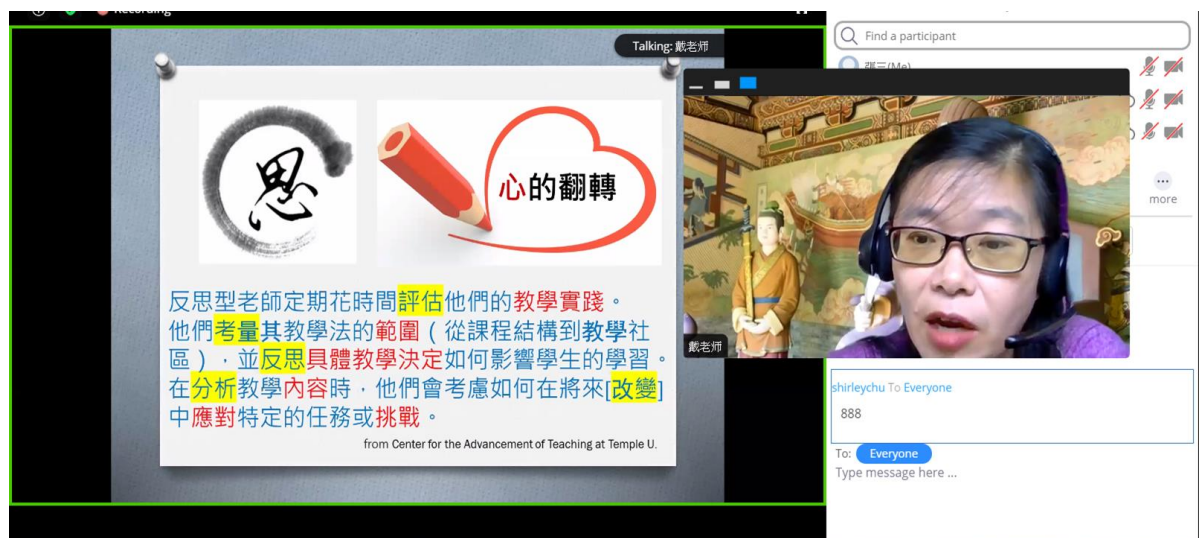 Recording
Talking: 戴老师
思
心的翻轉
反思型老師定期花時間評估他們的教學實踐。
他們考量其教學法的範圍（從課程結構到教學社
區），並反思具體教學決定如何影響學生的學習。
在分析教學內容時，他們會考慮如何在將來[改變]
中應對特定的任務或挑戰。
from Center for the Advancement of Teaching at Temple U.
戴老师
Find a participant
張三(Me)
more
shirleychu To Everyone
888
To: Everyone
Type message here ...